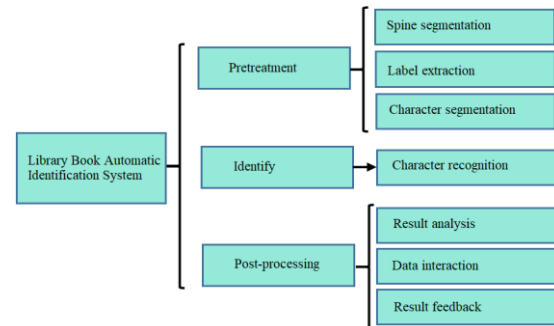 Library Book Automatic
Identification System
Pretreatment
Spine segmentation
Label extraction
Character segmentation
Identify
Character recognition
Post-processing
Result analysis
Data interaction
Result feedback